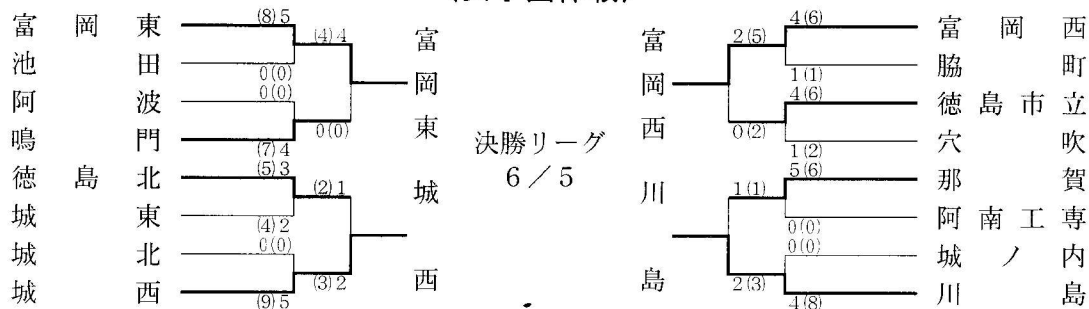 富岡東 (8)5 (4)4 富岡東
池田 0(0)
阿波 0(0)
鳴門 (7)4 0(0)
徳島北 (5)3 (2)1 城西
城東 (4)2
城北 0(0)
城西 (9)5 (3)2
決勝リーグ
6/5
富岡西 2(5) 4(6) 富岡西
1(1) 脇町
4(6) 徳島市立
0(2) 1(2) 穴吹
川島 1(1) 5(6) 那賀
0(0) 阿南工専
0(0) 城ノ内
2(3) 4(8) 川島